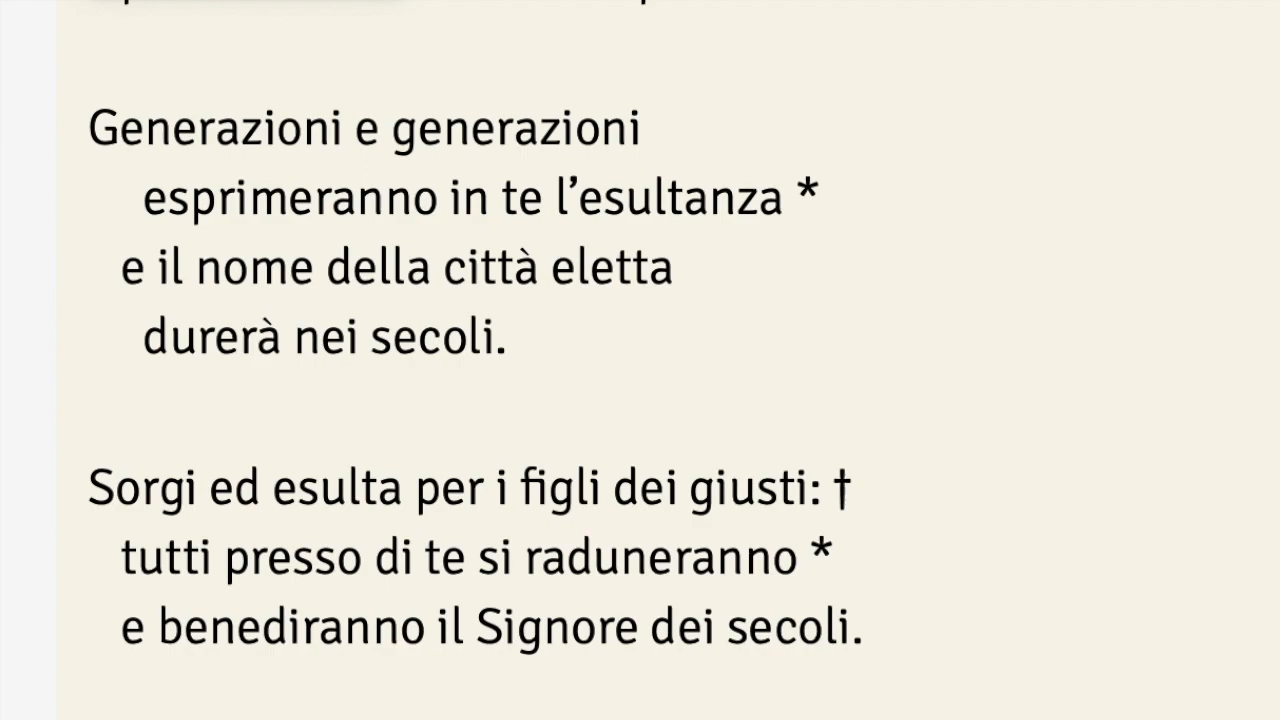 Generazioni e generazioni
esprimeranno in te l’esultanza *
e il nome della città eletta
durerà nei secoli.
Sorgi ed esulta per i figli dei giusti: †
tutti presso di te si raduneranno *
e benediranno il Signore dei secoli.